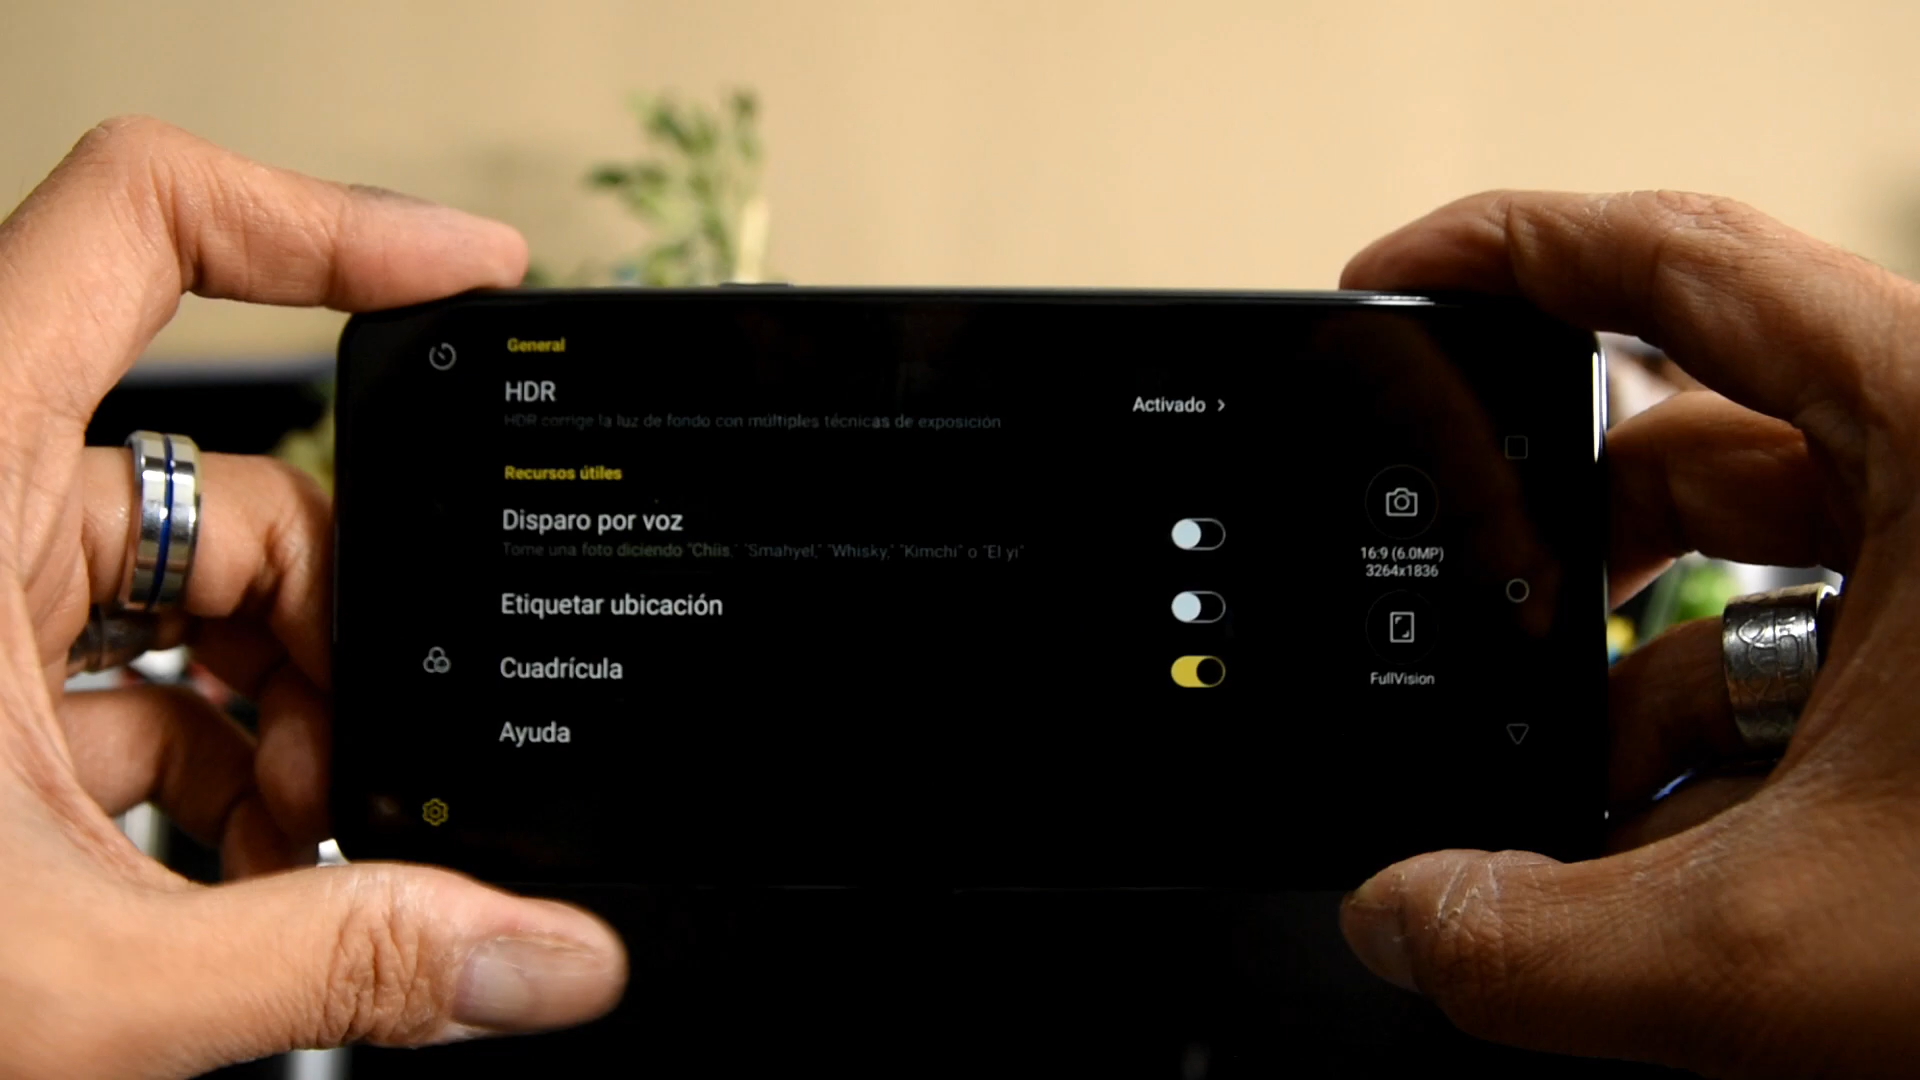 General
HDR
Activado >
HDR corrige la luz de fondo con múltiples técnicas de exposición
Recursos útiles
Disparo por voz
Tome una foto diciendo "Chiis," "Smahyel," "Whisky," "Kimchi" o "El yi"
Etiquetar ubicación
Cuadrícula
Ayuda
16:9 (6.0MP)
3264x1836
FullVision